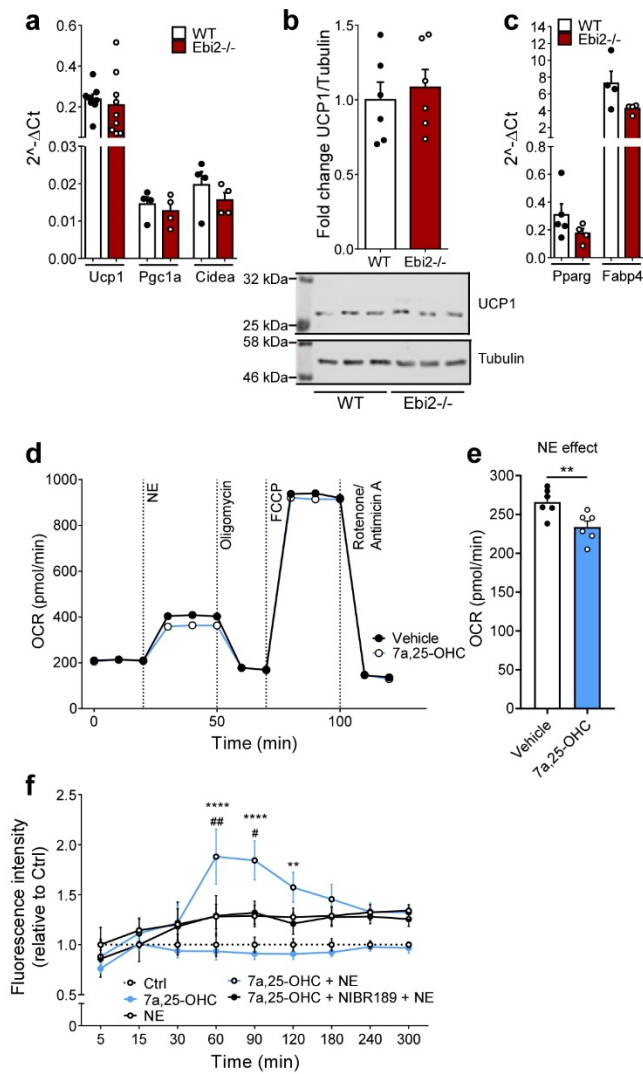 a
WT
Ebi2-/-
2^-ΔCt
0.6
0.4
0.2
0.03
0.02
0.01
0.00
Ucp1 Pgc1a Cidea
b
Fold change UCP1/Tubulin
1.5
1.0
0.5
0.0
WT Ebi2-/-
32 kDa
25 kDa
58 kDa
46 kDa
UCP1
Tubulin
WT Ebi2-/-
c
WT
Ebi2-/-
2^-ΔCt
14
12
10
8
6
4
2
0.8
0.6
0.4
0.2
0.0
Pparg Fabp4
d
OCR (pmol/min)
1000
800
600
400
200
0
NE
Oligomycin
FCCP
Rotenone/
Antimicin A
Vehicle
7a,25-OHC
0 50 100
Time (min)
e
NE effect
**
OCR (pmol/min)
300
250
200
150
100
50
0
Vehicle
7a,25-OHC
f
Fluorescence intensity
(relative to Ctrl)
2.5
2.0
1.5
1.0
0.5
0.0
**** **** **
## #
Ctrl
7a,25-OHC
NE
7a,25-OHC + NE
7a,25-OHC + NIBR189 + NE
5 15 30 60 90 120 180 240 300
Time (min)